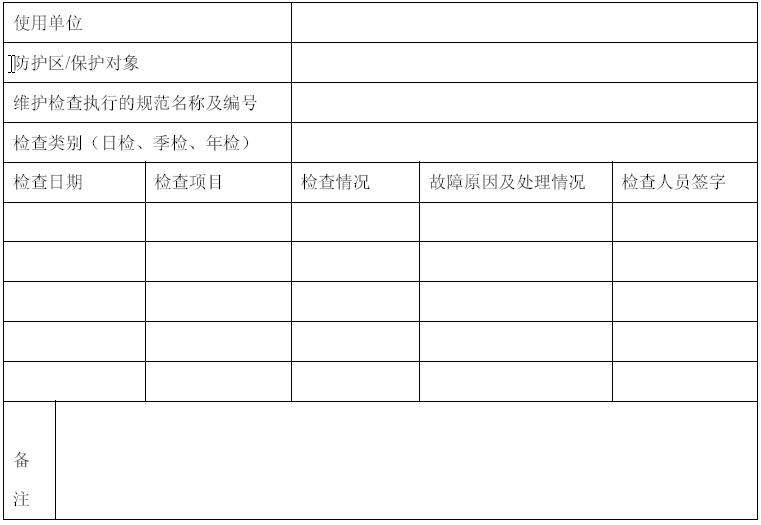 使用单位
防护区/保护对象
维护检查执行的规范名称及编号
检查类别（日检、季检、年检）
检查日期 检查项目 检查情况 故障原因及处理情况 检查人员签字
备
注